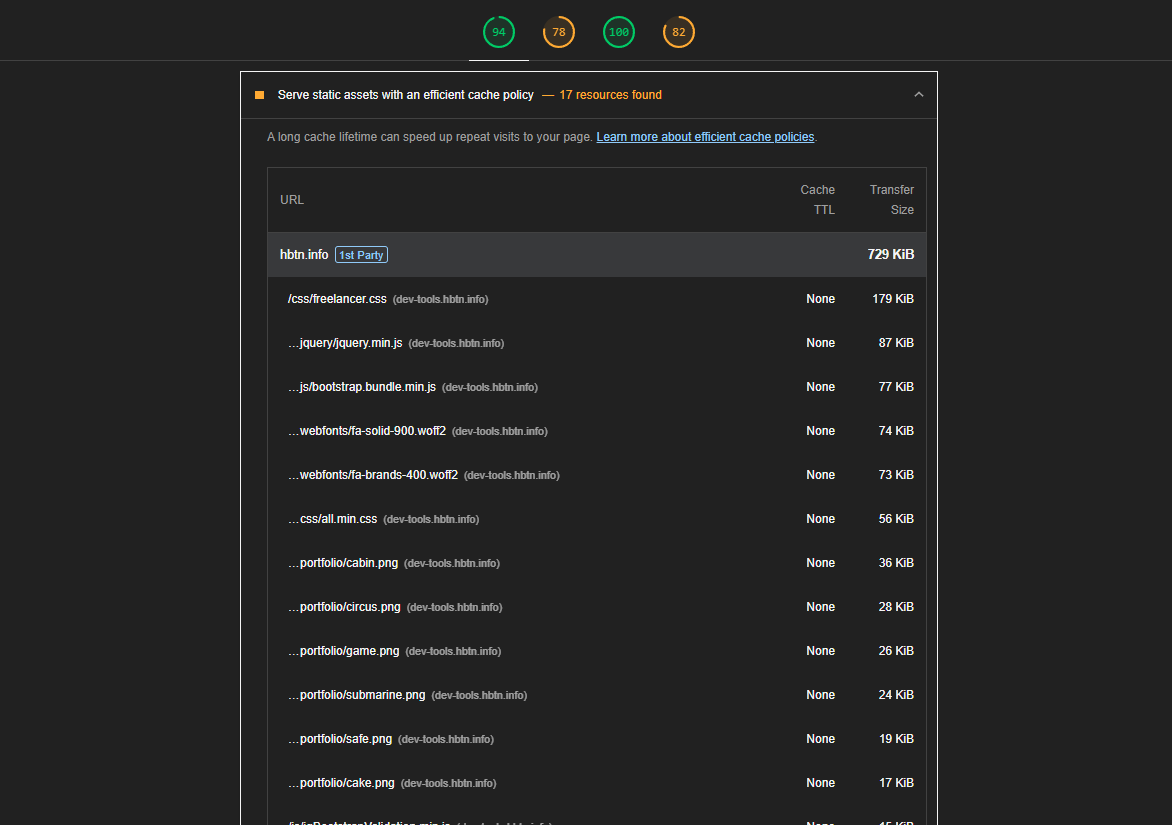 94 78 100 82
Serve static assets with an efficient cache policy — 17 resources found
A long cache lifetime can speed up repeat visits to your page. Learn more about efficient cache policies.
URL Cache TTL Transfer Size
hbtn.info 1st Party 729 KiB
/css/freelancer.css (dev-tools.hbtn.info) None 179 KiB
…jquery/jquery.min.js (dev-tools.hbtn.info) None 87 KiB
…js/bootstrap.bundle.min.js (dev-tools.hbtn.info) None 77 KiB
…webfonts/fa-solid-900.woff2 (dev-tools.hbtn.info) None 74 KiB
…webfonts/fa-brands-400.woff2 (dev-tools.hbtn.info) None 73 KiB
…css/all.min.css (dev-tools.hbtn.info) None 56 KiB
…portfolio/cabin.png (dev-tools.hbtn.info) None 36 KiB
…portfolio/circus.png (dev-tools.hbtn.info) None 28 KiB
…portfolio/game.png (dev-tools.hbtn.info) None 26 KiB
…portfolio/submarine.png (dev-tools.hbtn.info) None 24 KiB
…portfolio/safe.png (dev-tools.hbtn.info) None 19 KiB
…portfolio/cake.png (dev-tools.hbtn.info) None 17 KiB